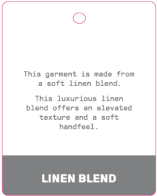 This garment is made from
a soft linen blend.
This luxurious linen
blend offers an elevated
texture and a soft
handfeel.
LINEN BLEND